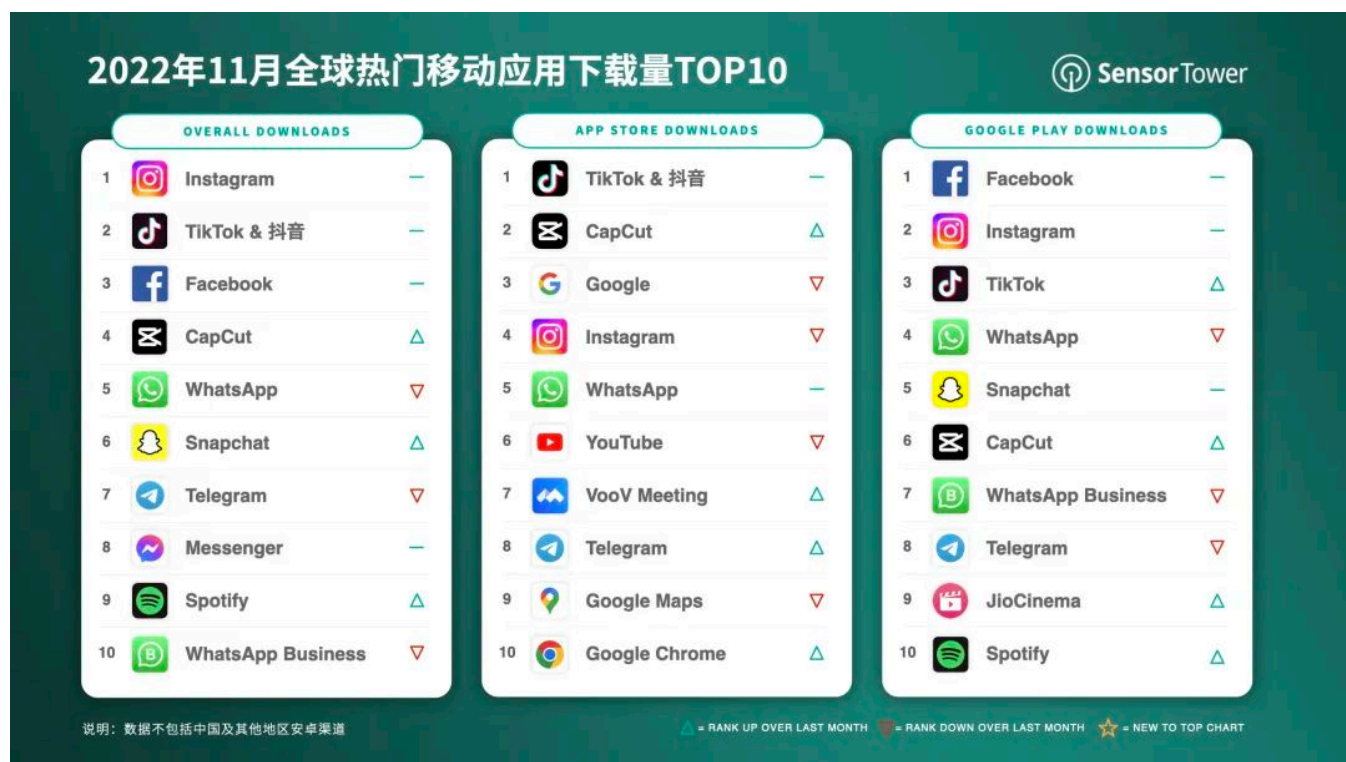 2022年11月全球热门移动应用下载量TOP10
SensorTower
OVERALL DOWNLOADS
1 Instagram
2 TikTok & 抖音
3 Facebook
4 CapCut
5 WhatsApp
6 Snapchat
7 Telegram
8 Messenger
9 Spotify
10 WhatsApp Business
APP STORE DOWNLOADS
1 TikTok & 抖音
2 CapCut
3 Google
4 Instagram
5 WhatsApp
6 YouTube
7 VooV Meeting
8 Telegram
9 Google Maps
10 Google Chrome
GOOGLE PLAY DOWNLOADS
1 Facebook
2 Instagram
3 TikTok
4 WhatsApp
5 Snapchat
6 CapCut
7 WhatsApp Business
8 Telegram
9 JioCinema
10 Spotify
说明：数据不包括中国及其他地区安卓渠道
= RANK UP OVER LAST MONTH = RANK DOWN OVER LAST MONTH = NEW TO TOP CHART